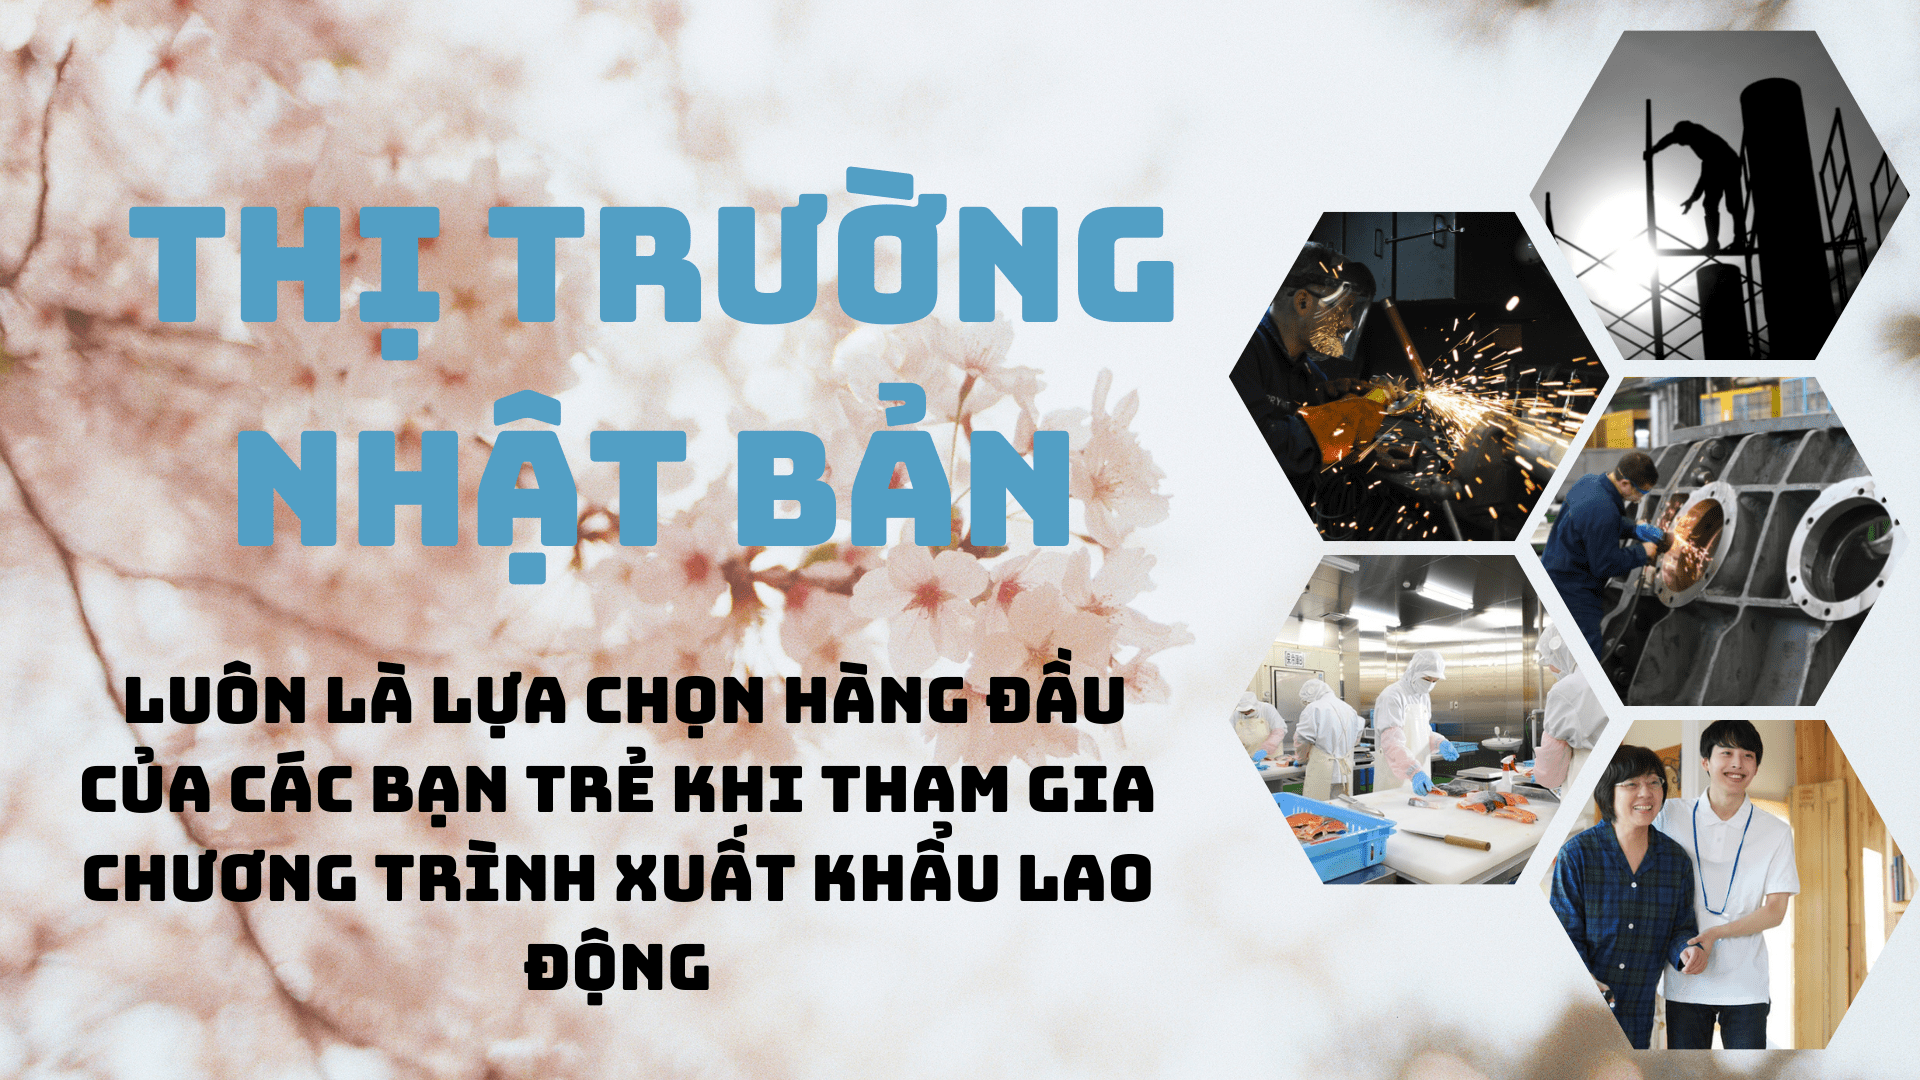 THỊ TRƯỜNG
NHẬT BẢN
LUÔN LÀ LỰA CHỌN HÀNG ĐẦU
CỦA CÁC BẠN TRẺ KHI THAM GIA
CHƯƠNG TRÌNH XUẤT KHẨU LAO
ĐỘNG